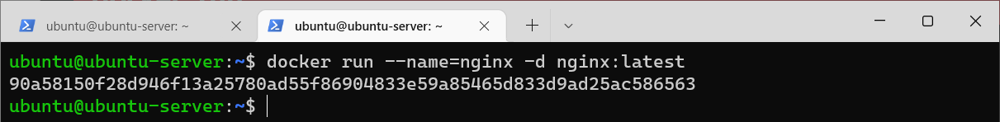 ubuntu@ubuntu-server: ~ ubuntu@ubuntu-server: ~
ubuntu@ubuntu-server:~$ docker run --name=nginx -d nginx:latest
90a58150f28d946f13a25780ad55f86904833e59a85465d833d9ad25ac586563
ubuntu@ubuntu-server:~$